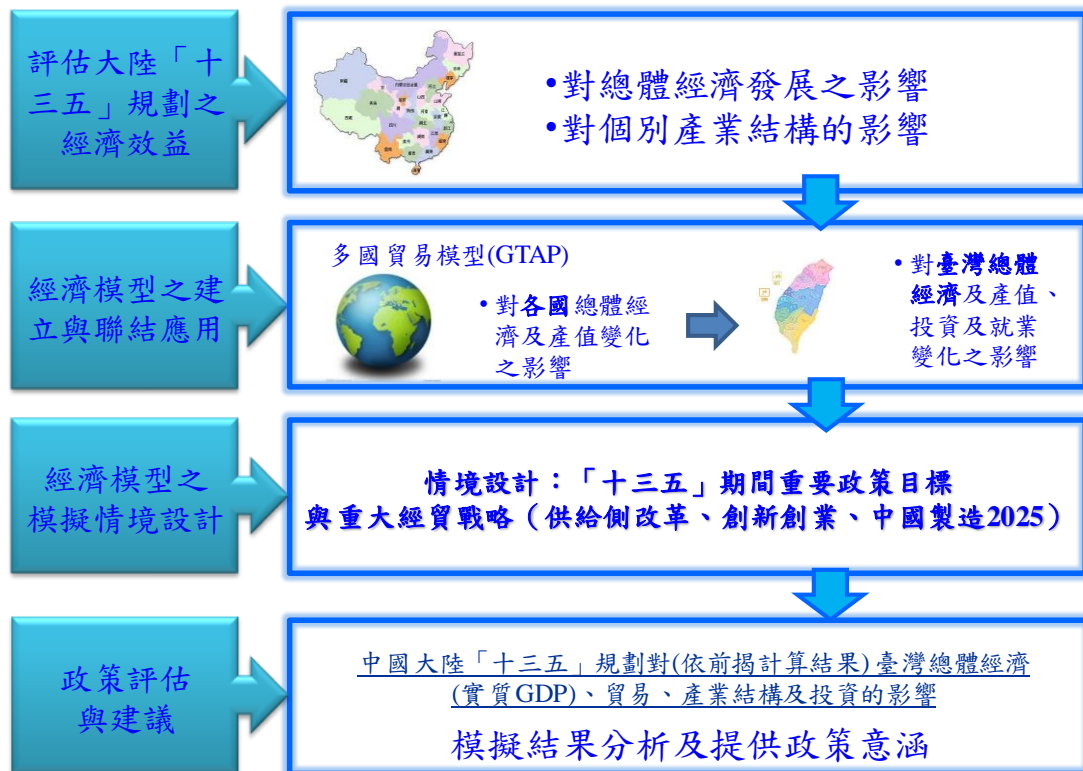 評估大陸「十
三五」規劃之
經濟效益
•對總體經濟發展之影響
•對個別產業結構的影響
經濟模型之建
立與聯結應用
多國貿易模型(GTAP)
•對各國總體經
濟及產值變化
之影響
•對臺灣總體
經濟及產值、
投資及就業
變化之影響
經濟模型之
模擬情境設計
情境設計：「十三五」期間重要政策目標
與重大經貿戰略（供給側改革、創新創業、中國製造2025）
政策評估
與建議
中國大陸「十三五」規劃對(依前揭計算結果)臺灣總體經濟
(實質GDP)、貿易、產業結構及投資的影響
模擬結果分析及提供政策意涵